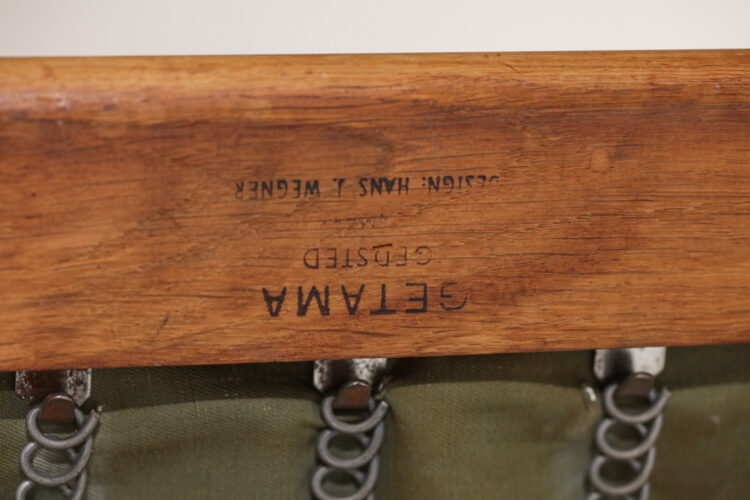 GETAMA
GEDSTED
DESIGN: HANS J. WEGNER